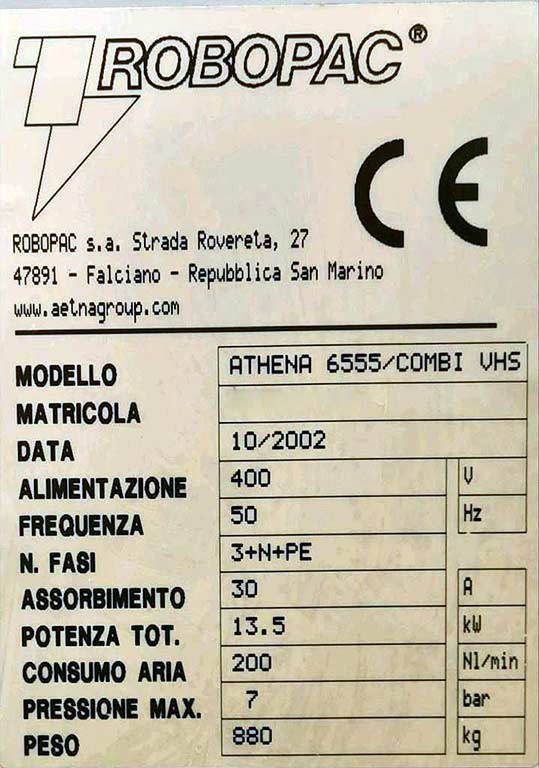 ROBOPAC®
CE
ROBOPAC s.a. Strada Rovereta, 27
47891 - Falciano - Repubblica San Marino
www.aetnagroup.com
MODELLO ATHENA 6555/COMBI VHS
MATRICOLA
DATA 10/2002
ALIMENTAZIONE 400 V
FREQUENZA 50 Hz
N. FASI 3+N+PE
ASSORBIMENTO 30 A
POTENZA TOT. 13.5 kW
CONSUMO ARIA 200 Nl/min
PRESSIONE MAX. 7 bar
PESO 880 kg